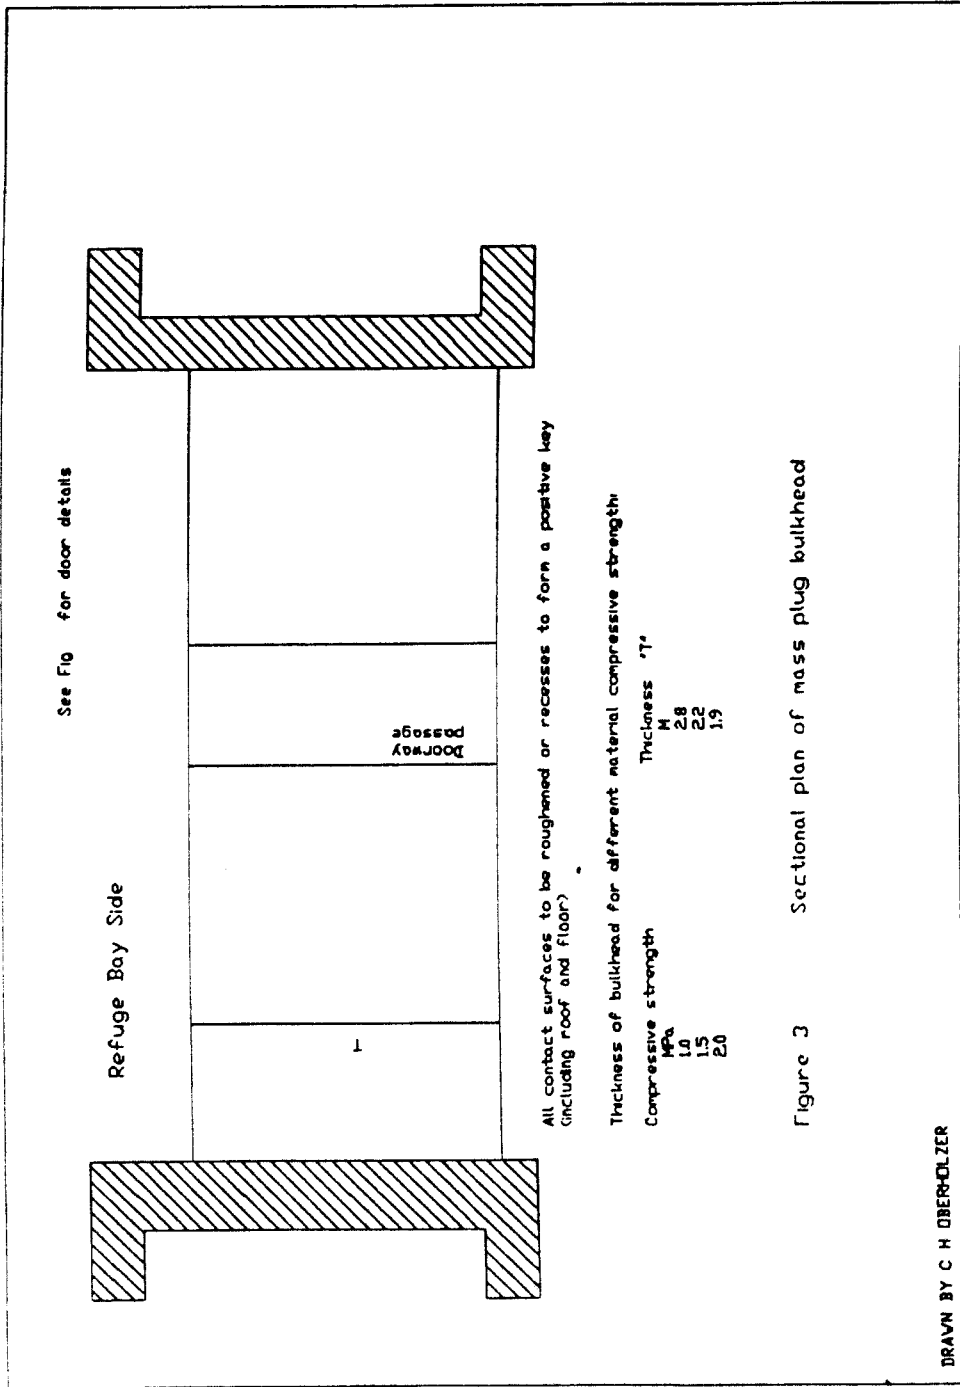 See Fig for door details
Refuge Bay Side
Doorway
passage
T
All contact surfaces to be roughened or recesses to form a positive key
(including roof and floor)
Thickness of bulkhead for different material compressive strength:
Compressive strength Thickness "T"
MPa M
1.0 2.8
1.5 2.2
2.0 1.9
Figure 3 Sectional plan of mass plug bulkhead
DRAWN BY C H OBERHOLZER